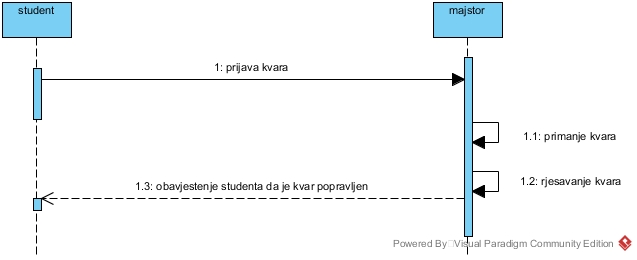 student
majstor
1: prijava kvara
1.1: primanje kvara
1.2: rjesavanje kvara
1.3: obavjestenje studenta da je kvar popravljen
Powered By Visual Paradigm Community Edition